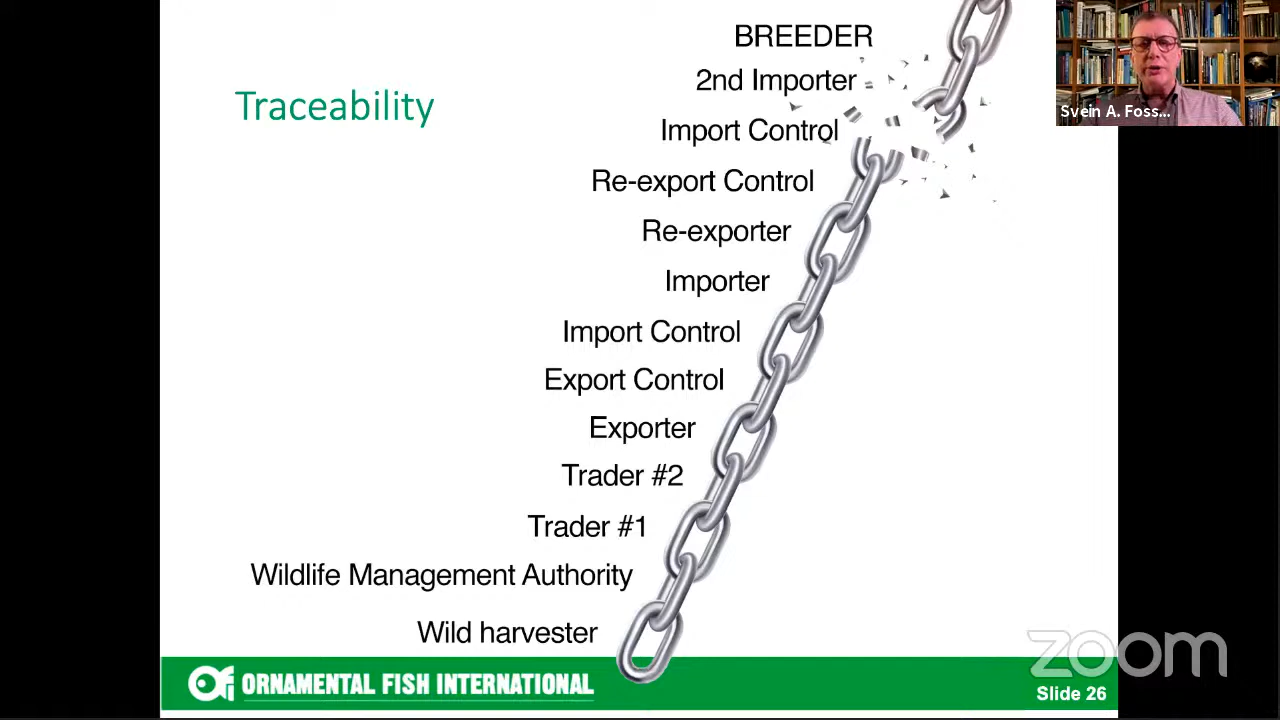 BREEDER
2nd Importer
Traceability
Import Control
Re-export Control
Re-exporter
Importer
Import Control
Export Control
Exporter
Trader #2
Trader #1
Wildlife Management Authority
Wild harvester
ORNAMENTAL FISH INTERNATIONAL
Slide 26
Svein A. Foss...
zoom